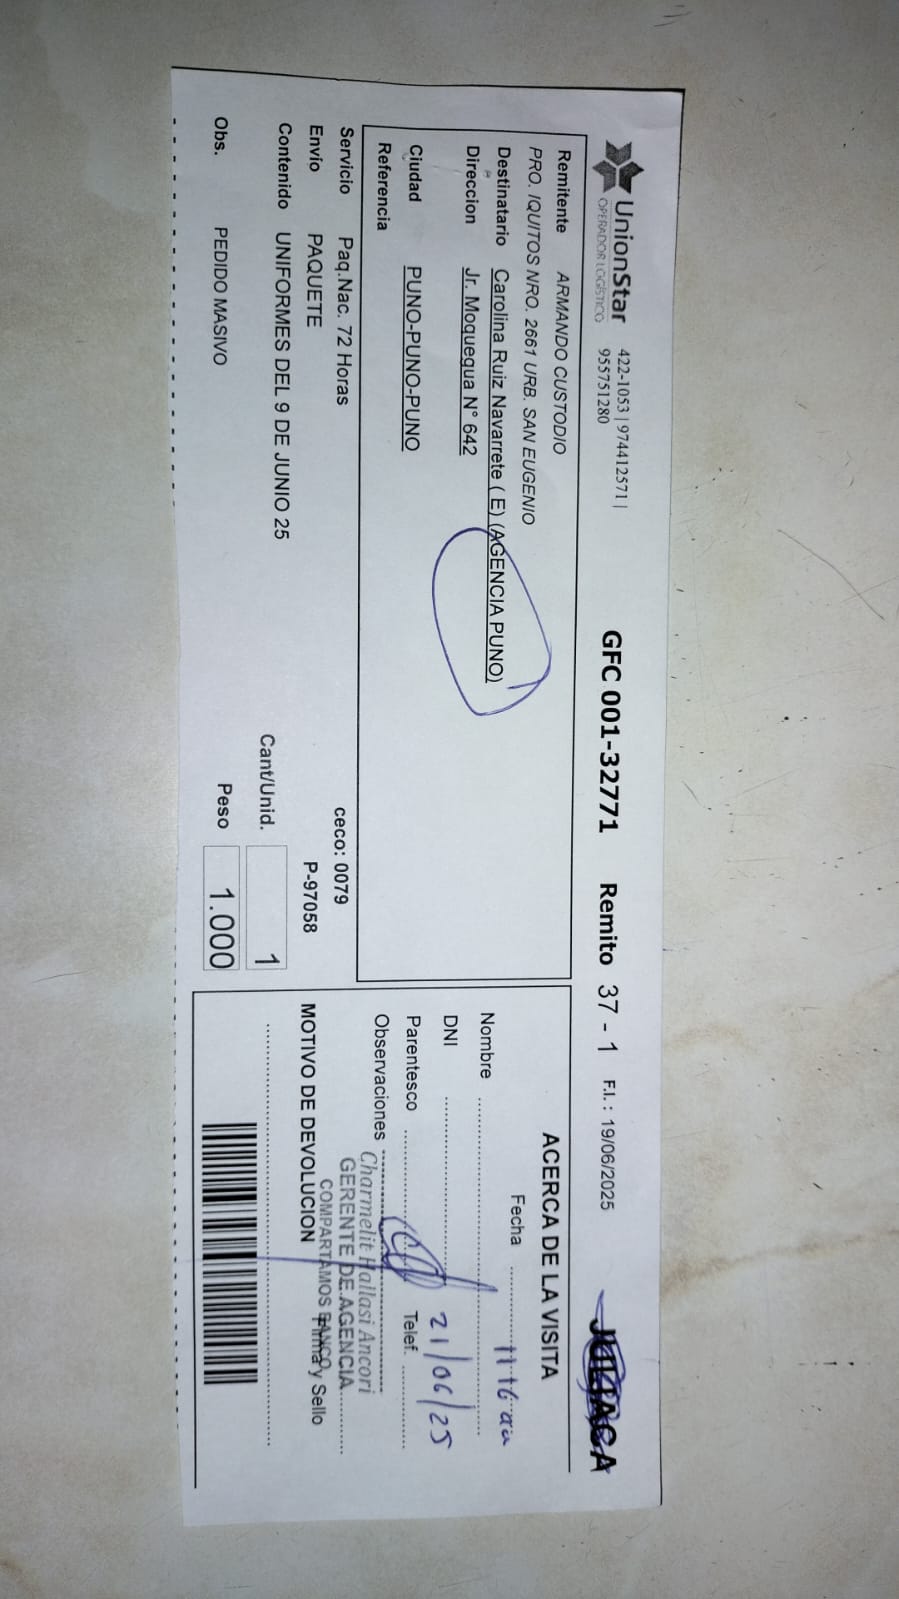 UnionStar
OPERADOR LOGÍSTICO
422-1053 | 974412571 |
955751280
GFC 001-32771 Remito 37 - 1 F.I.: 19/06/2025 JULIACA
Remitente ARMANDO CUSTODIO
PRO. IQUITOS NRO. 2661 URB. SAN EUGENIO
Destinatario Carolina Ruiz Navarrete ( E) (AGENCIA PUNO)
Direccion Jr. Moquegua N° 642
Ciudad PUNO-PUNO-PUNO
Referencia
Servicio Paq.Nac. 72 Horas ceco: 0079
Envio PAQUETE P-97058
Contenido UNIFORMES DEL 9 DE JUNIO 25
Cant/Unid. 1
Obs. PEDIDO MASIVO Peso 1.000
ACERCA DE LA VISITA
Fecha 11:16 am
Nombre
DNI 21/06/25
Parentesco Telef.
Observaciones
Charmelit Hallasi Ancori
GERENTE DE AGENCIA
COMPARTAMOS BANCO
MOTIVO DE DEVOLUCION Firma y Sello